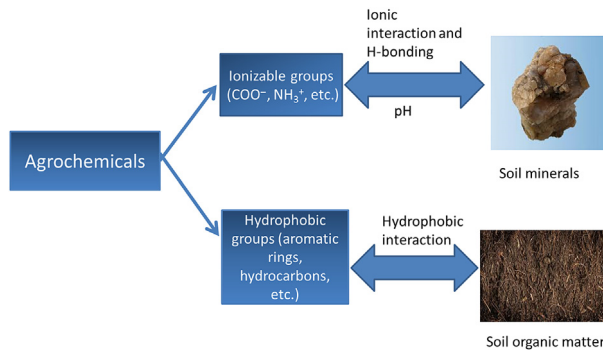 Ionic
interaction and
H-bonding
Ionizable groups
(COO⁻, NH₃⁺, etc.)
pH
Agrochemicals
Soil minerals
Hydrophobic
groups (aromatic
rings,
hydrocarbons,
etc.)
Hydrophobic
interaction
Soil organic matter